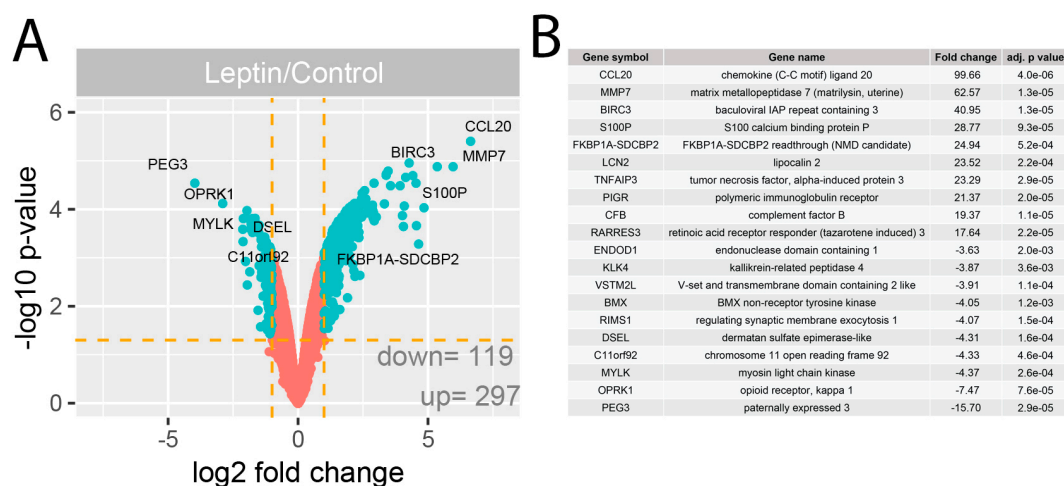 A
Leptin/Control
6
4
2
0
-log10 p-value
CCL20
BIRC3
MMP7
PEG3
OPRK1
S100P
MYLK
DSEL
C11orf92
FKBP1A-SDCBP2
down= 119
up= 297
-5 0 5
log2 fold change
B
Gene symbol Gene name Fold change adj. p value
CCL20 chemokine (C-C motif) ligand 20 99.66 4.0e-06
MMP7 matrix metallopeptidase 7 (matrilysin, uterine) 62.57 1.3e-05
BIRC3 baculoviral IAP repeat containing 3 40.95 1.3e-05
S100P S100 calcium binding protein P 28.77 9.3e-05
FKBP1A-SDCBP2 FKBP1A-SDCBP2 readthrough (NMD candidate) 24.94 5.2e-04
LCN2 lipocalin 2 23.52 2.2e-04
TNFAIP3 tumor necrosis factor, alpha-induced protein 3 23.29 2.9e-05
PIGR polymeric immunoglobulin receptor 21.37 2.0e-05
CFB complement factor B 19.37 1.1e-05
RARRES3 retinoic acid receptor responder (tazarotene induced) 3 17.64 2.2e-05
ENDOD1 endonuclease domain containing 1 -3.63 2.0e-03
KLK4 kallikrein-related peptidase 4 -3.87 3.6e-03
VSTM2L V-set and transmembrane domain containing 2 like -3.91 1.1e-04
BMX BMX non-receptor tyrosine kinase -4.05 1.2e-03
RIMS1 regulating synaptic membrane exocytosis 1 -4.07 1.5e-04
DSEL dermatan sulfate epimerase-like -4.31 1.6e-04
C11orf92 chromosome 11 open reading frame 92 -4.33 4.6e-04
MYLK myosin light chain kinase -4.37 2.6e-04
OPRK1 opioid receptor, kappa 1 -7.47 7.6e-05
PEG3 paternally expressed 3 -15.70 2.9e-05